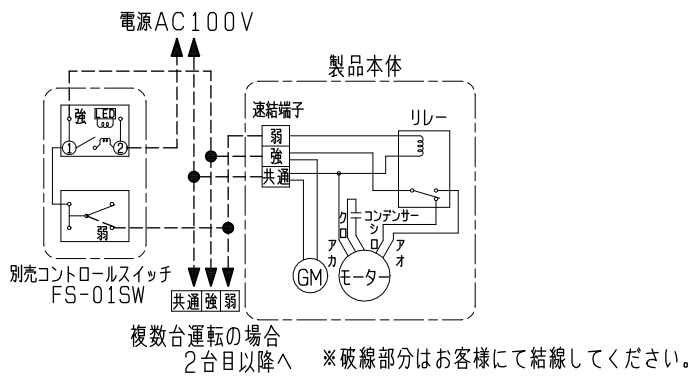 電源AC100V
製品本体
強
LED
①
②
弱
別売コントロールスイッチ
FS-01SW
速結端子
弱
強
共通
リレー
クロ
コンデンサー
シロ
アカ
アオ
GM
モーター
共通 強 弱
複数台運転の場合
2台目以降へ
※破線部分はお客様にて結線してください。